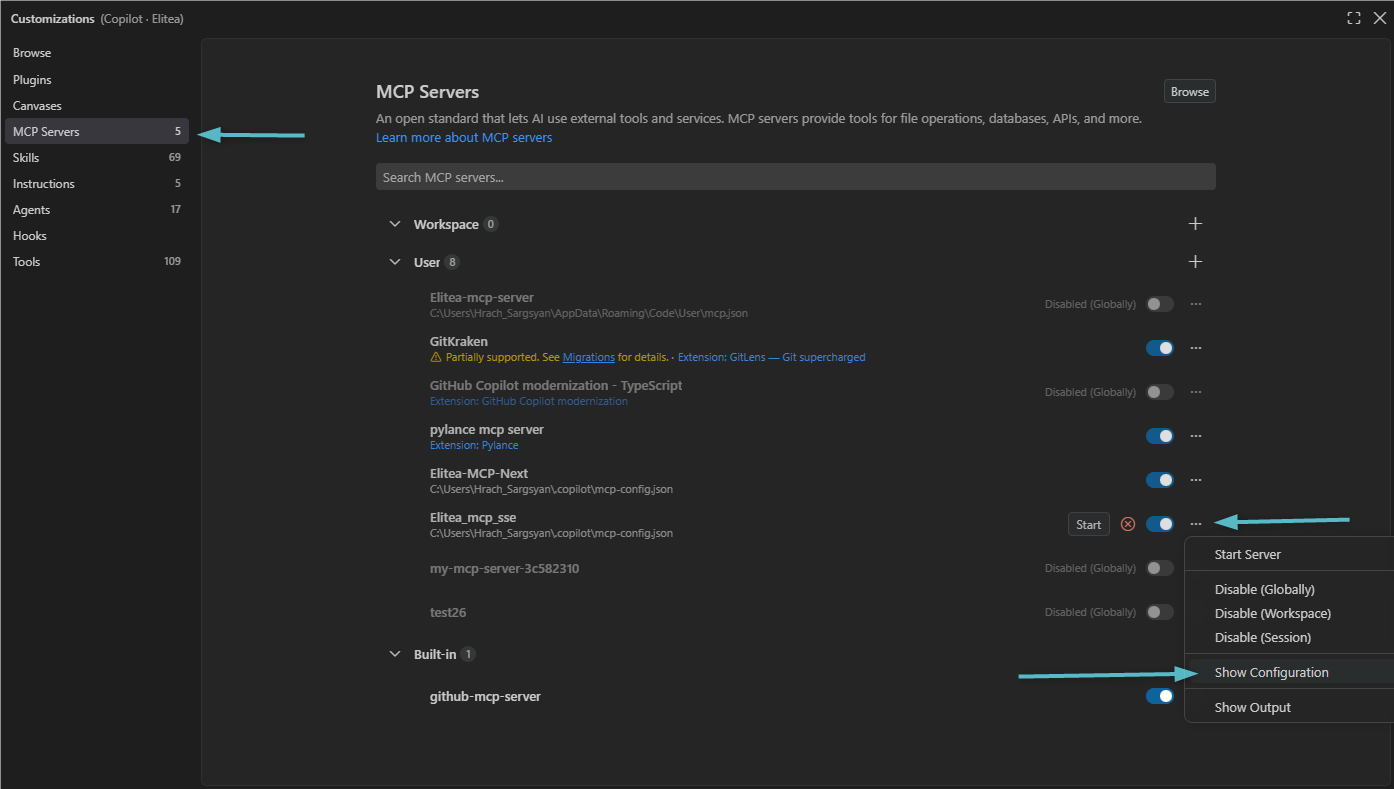 Customizations (Copilot · Elitea)
Browse
Plugins
Canvases
MCP Servers 5
Skills 69
Instructions 5
Agents 17
Hooks
Tools 109
MCP Servers
Browse
An open standard that lets AI use external tools and services. MCP servers provide tools for file operations, databases, APIs, and more.
Learn more about MCP servers
Search MCP servers...
Workspace 0
User 8
Elitea-mcp-server
C:\Users\Hrach_Sargsyan\AppData\Roaming\Code\User\mcp.json
Disabled (Globally)
GitKraken
Partially supported. See Migrations for details. · Extension: GitLens — Git supercharged
GitHub Copilot modernization - TypeScript
Extension: GitHub Copilot modernization
Disabled (Globally)
pylance mcp server
Extension: Pylance
Elitea-MCP-Next
C:\Users\Hrach_Sargsyan\.copilot\mcp-config.json
Elitea_mcp_sse
C:\Users\Hrach_Sargsyan\.copilot\mcp-config.json
Start
my-mcp-server-3c582310
Disabled (Globally)
test26
Disabled (Globally)
Built-in 1
github-mcp-server
Start Server
Disable (Globally)
Disable (Workspace)
Disable (Session)
Show Configuration
Show Output